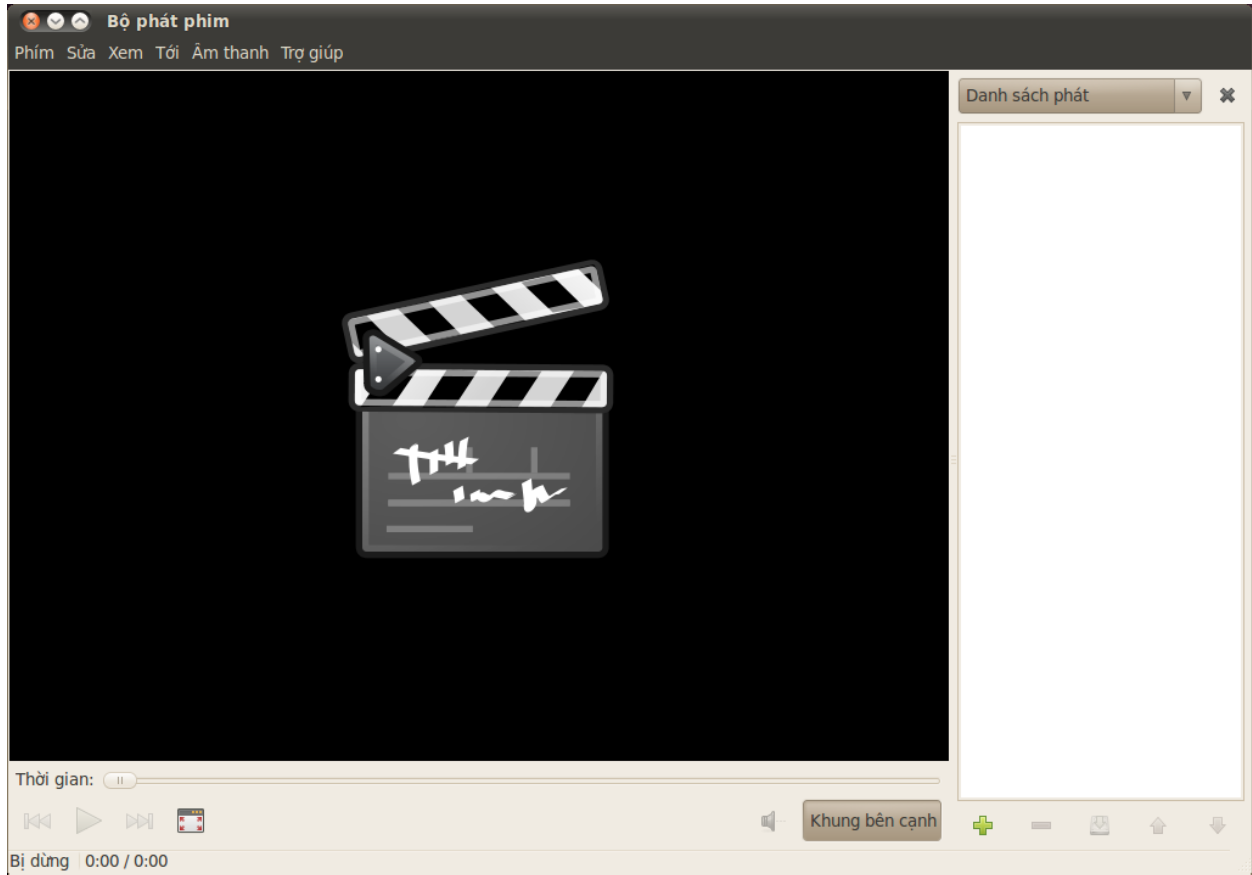 Bộ phát phim
Phím Sửa Xem Tới Âm thanh Trợ giúp
Danh sách phát
Thời gian:
Khung bên cạnh
Bị dừng 0:00 / 0:00